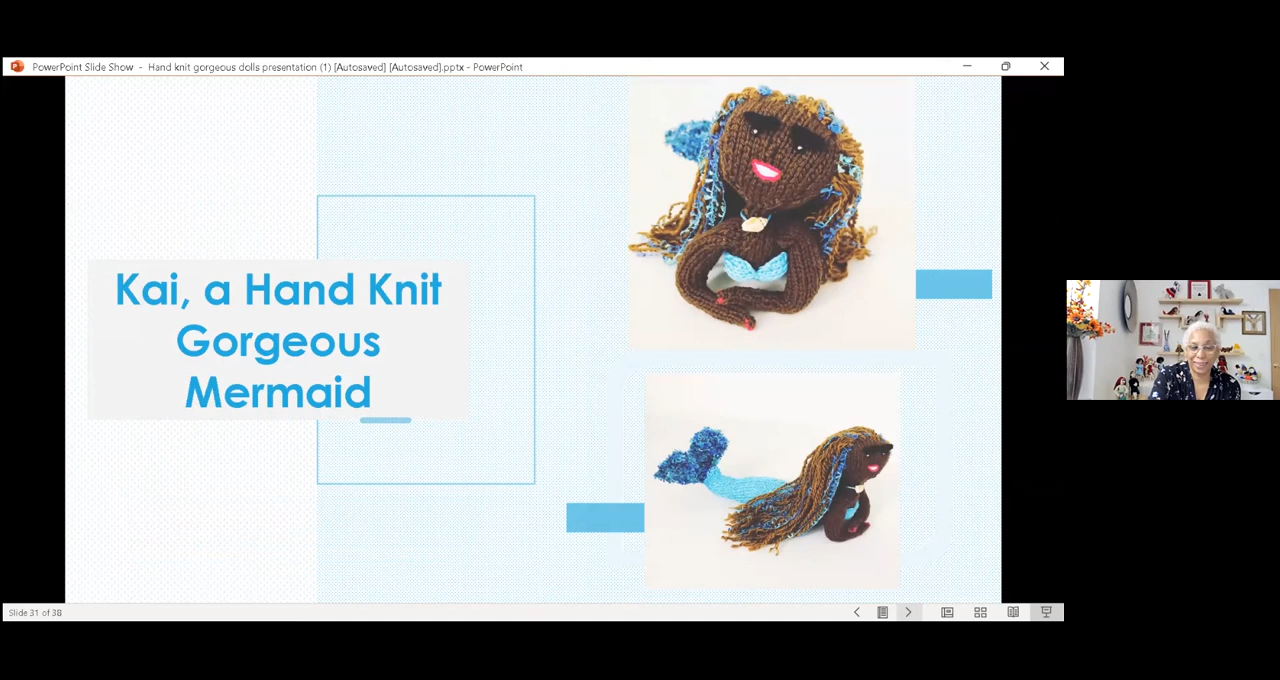 PowerPoint Slide Show - Hand knit gorgeous dolls presentation (1) [Autosaved] [Autosaved].pptx - PowerPoint
Kai, a Hand Knit
Gorgeous
Mermaid
Slide 31 of 38